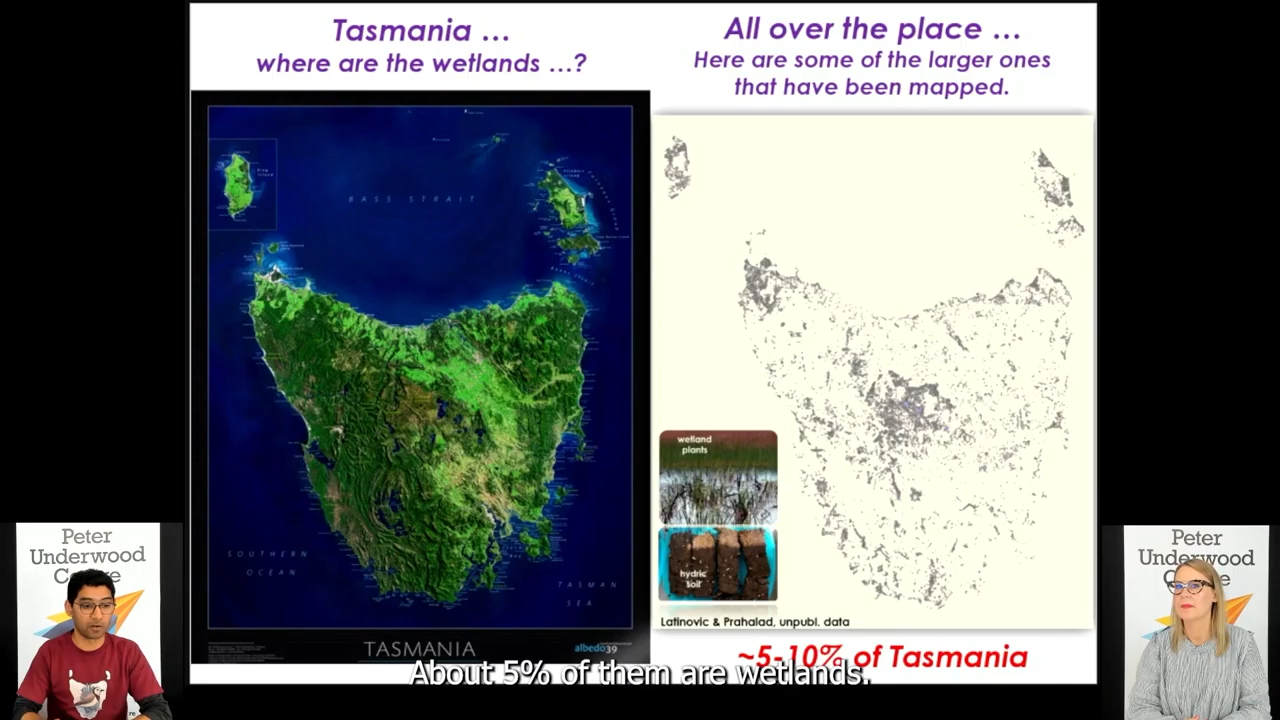 Tasmania …
where are the wetlands …?
All over the place …
Here are some of the larger ones
that have been mapped.
BASS STRAIT
SOUTHERN
OCEAN
TASMAN
SEA
TASMANIA
albedo39
wetland
plants
hydric
soil
Latinovic & Prahalad, unpubl. data
~5-10% of Tasmania
About 5% of them are wetlands.
Peter
Underwood
Centre
Peter
Underwood